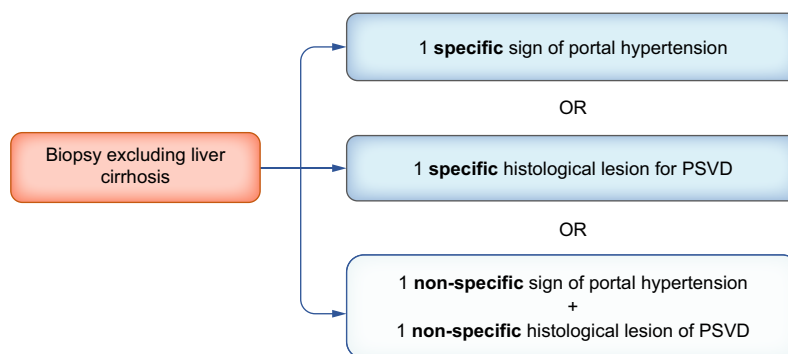 1 specific sign of portal hypertension
OR
Biopsy excluding liver
cirrhosis
1 specific histological lesion for PSVD
OR
1 non-specific sign of portal hypertension
+
1 non-specific histological lesion of PSVD